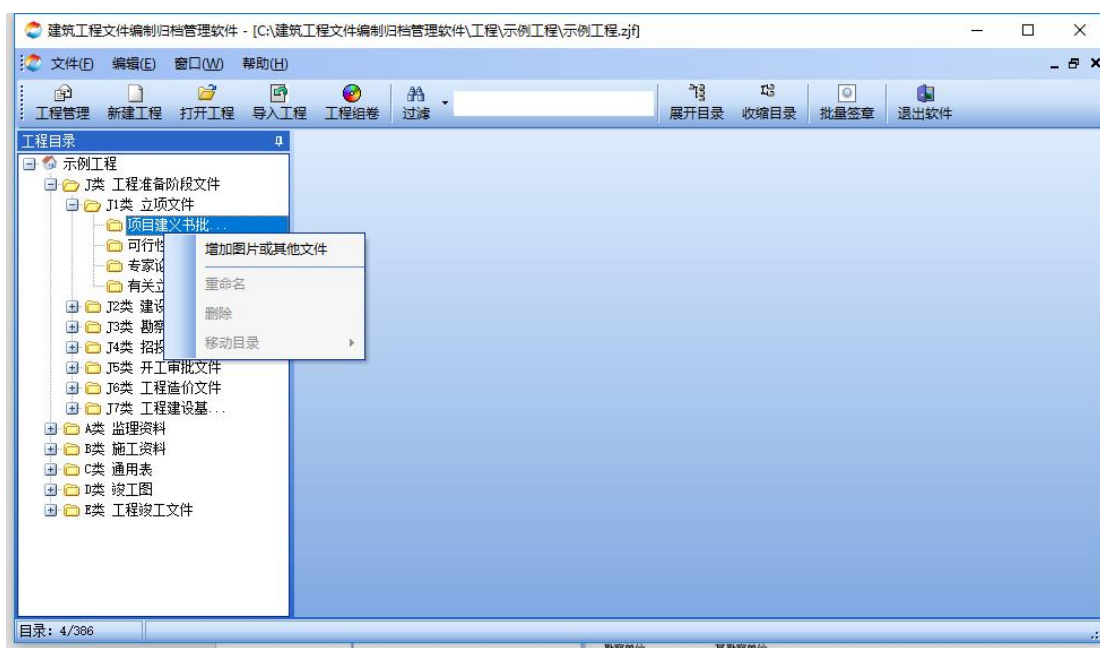 建筑工程文件编制归档管理软件 - [C:\建筑工程文件编制归档管理软件\工程\示例工程\示例工程.zjf]
文件(F) 编辑(E) 窗口(W) 帮助(H)
工程管理 新建工程 打开工程 导入工程 工程组卷 过滤 展开目录 收缩目录 批量签章 退出软件
工程目录
示例工程
J类 工程准备阶段文件
J1类 立项文件
项目建义书批...
可行性
专家论
有关立
J2类 建设
J3类 勘察
J4类 招投
J5类 开工审批文件
J6类 工程造价文件
J7类 工程建设基...
A类 监理资料
B类 施工资料
C类 通用表
D类 竣工图
E类 工程竣工文件
增加图片或其他文件
重命名
删除
移动目录
目录: 4/386